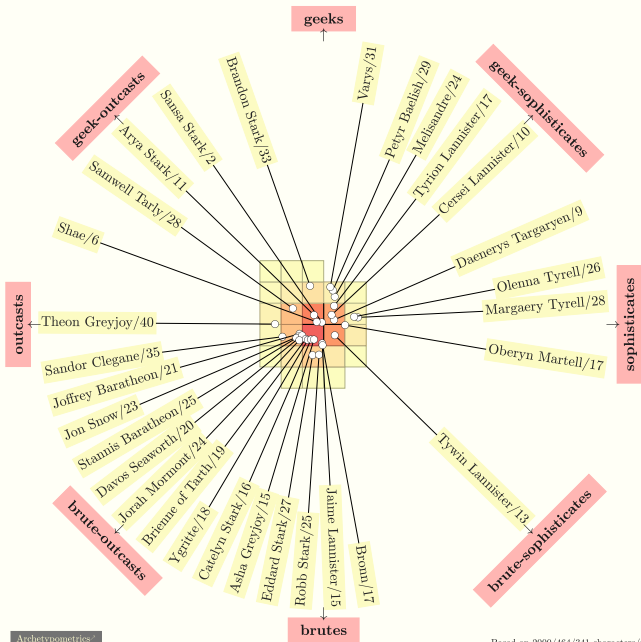 geeks
geek-outcasts
geek-sophisticates
Brandon Stark/33
Varys/31
Petyr Baelish/29
Melisandre/24
Tyrion Lannister/17
Cersei Lannister/10
Sansa Stark/2
Arya Stark/11
Samwell Tarly/28
Shae/6
Daenerys Targaryen/9
Olenna Tyrell/26
Margaery Tyrell/28
outcasts
Theon Greyjoy/40
sophisticates
Oberyn Martell/17
Sandor Clegane/35
Joffrey Baratheon/21
Jon Snow/23
Stannis Baratheon/25
Davos Seaworth/20
Jorah Mormont/24
Brienne of Tarth/19
Ygritte/18
Catelyn Stark/16
Asha Greyjoy/15
Eddard Stark/27
Robb Stark/25
Jaime Lannister/15
Bronn/17
Tywin Lannister/13
brute-outcasts
brute-sophisticates
brutes
Archetypometrics